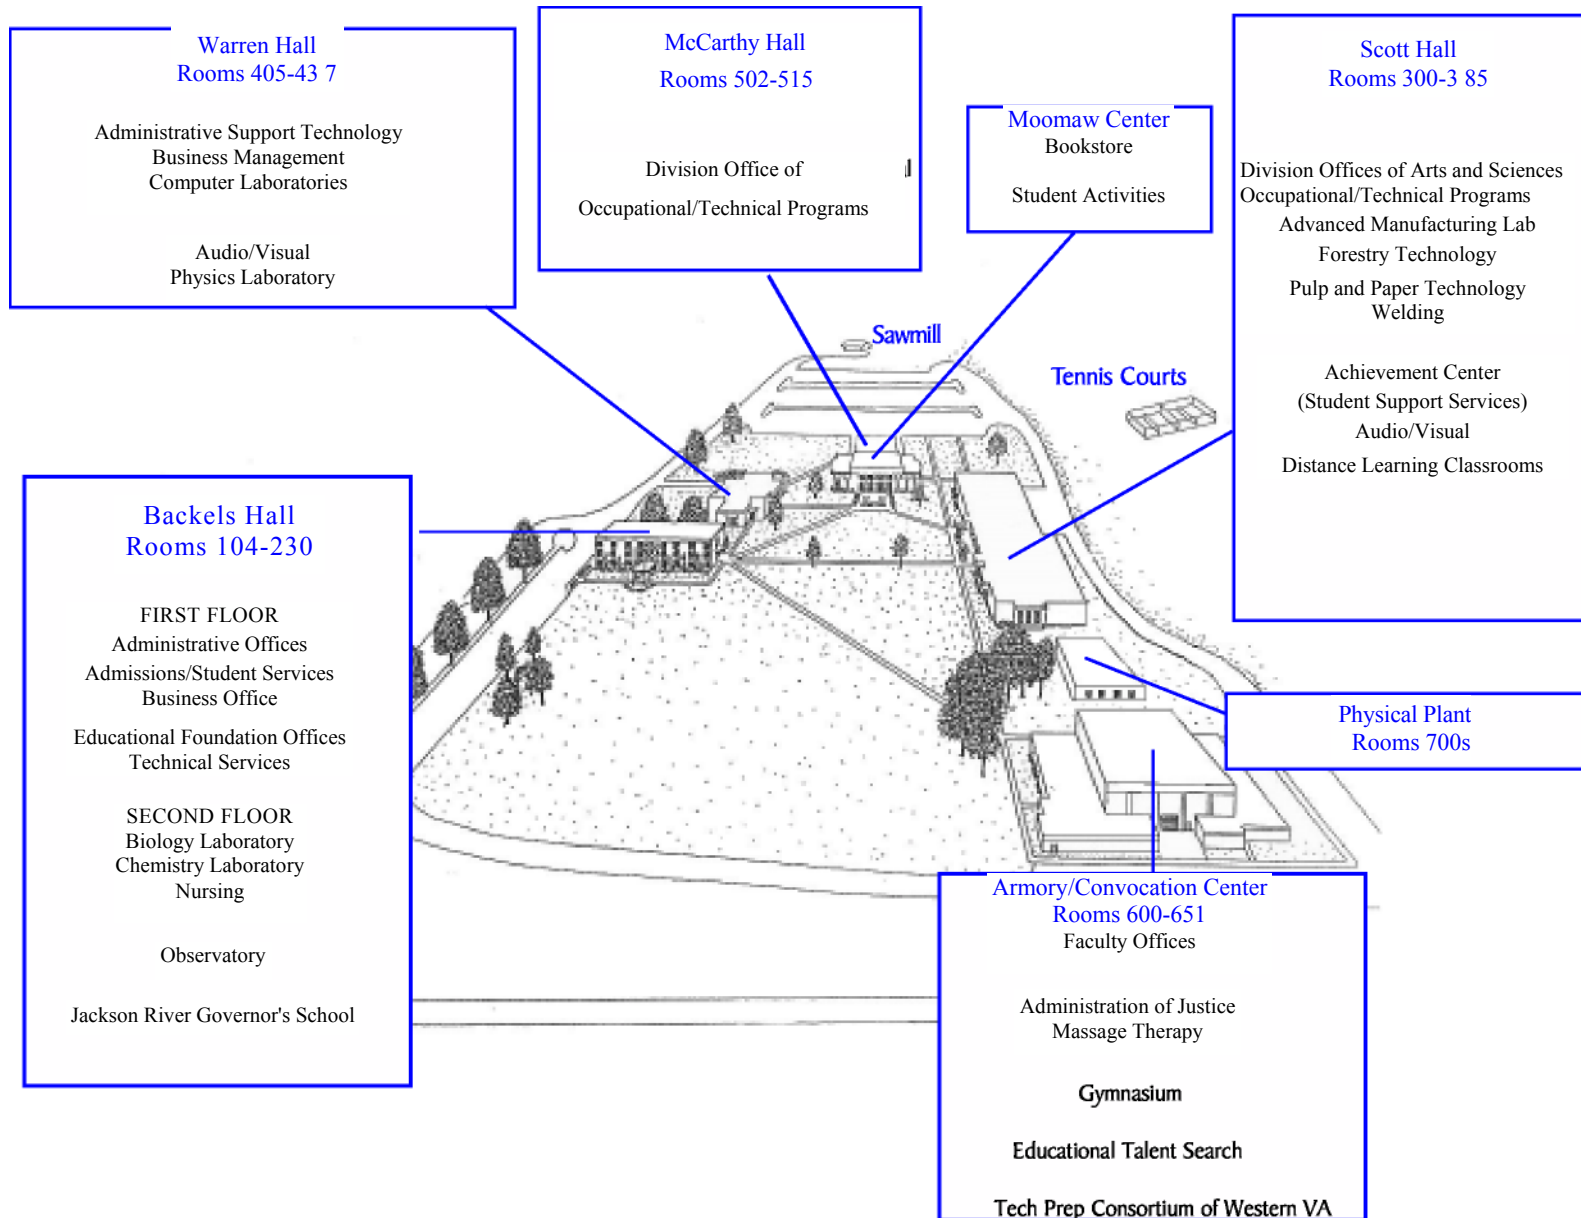 Warren Hall
Rooms 405-43 7
Administrative Support Technology
Business Management
Computer Laboratories
Audio/Visual
Physics Laboratory
McCarthy Hall
Rooms 502-515
Division Office of
Occupational/Technical Programs
Moomaw Center
Bookstore
Student Activities
Scott Hall
Rooms 300-3 85
Division Offices of Arts and Sciences
Occupational/Technical Programs
Advanced Manufacturing Lab
Forestry Technology
Pulp and Paper Technology
Welding
Achievement Center
(Student Support Services)
Audio/Visual
Distance Learning Classrooms
Sawmill
Tennis Courts
Backels Hall
Rooms 104-230
FIRST FLOOR
Administrative Offices
Admissions/Student Services
Business Office
Educational Foundation Offices
Technical Services
SECOND FLOOR
Biology Laboratory
Chemistry Laboratory
Nursing
Observatory
Jackson River Governor's School
Physical Plant
Rooms 700s
Armory/Convocation Center
Rooms 600-651
Faculty Offices
Administration of Justice
Massage Therapy
Gymnasium
Educational Talent Search
Tech Prep Consortium of Western VA